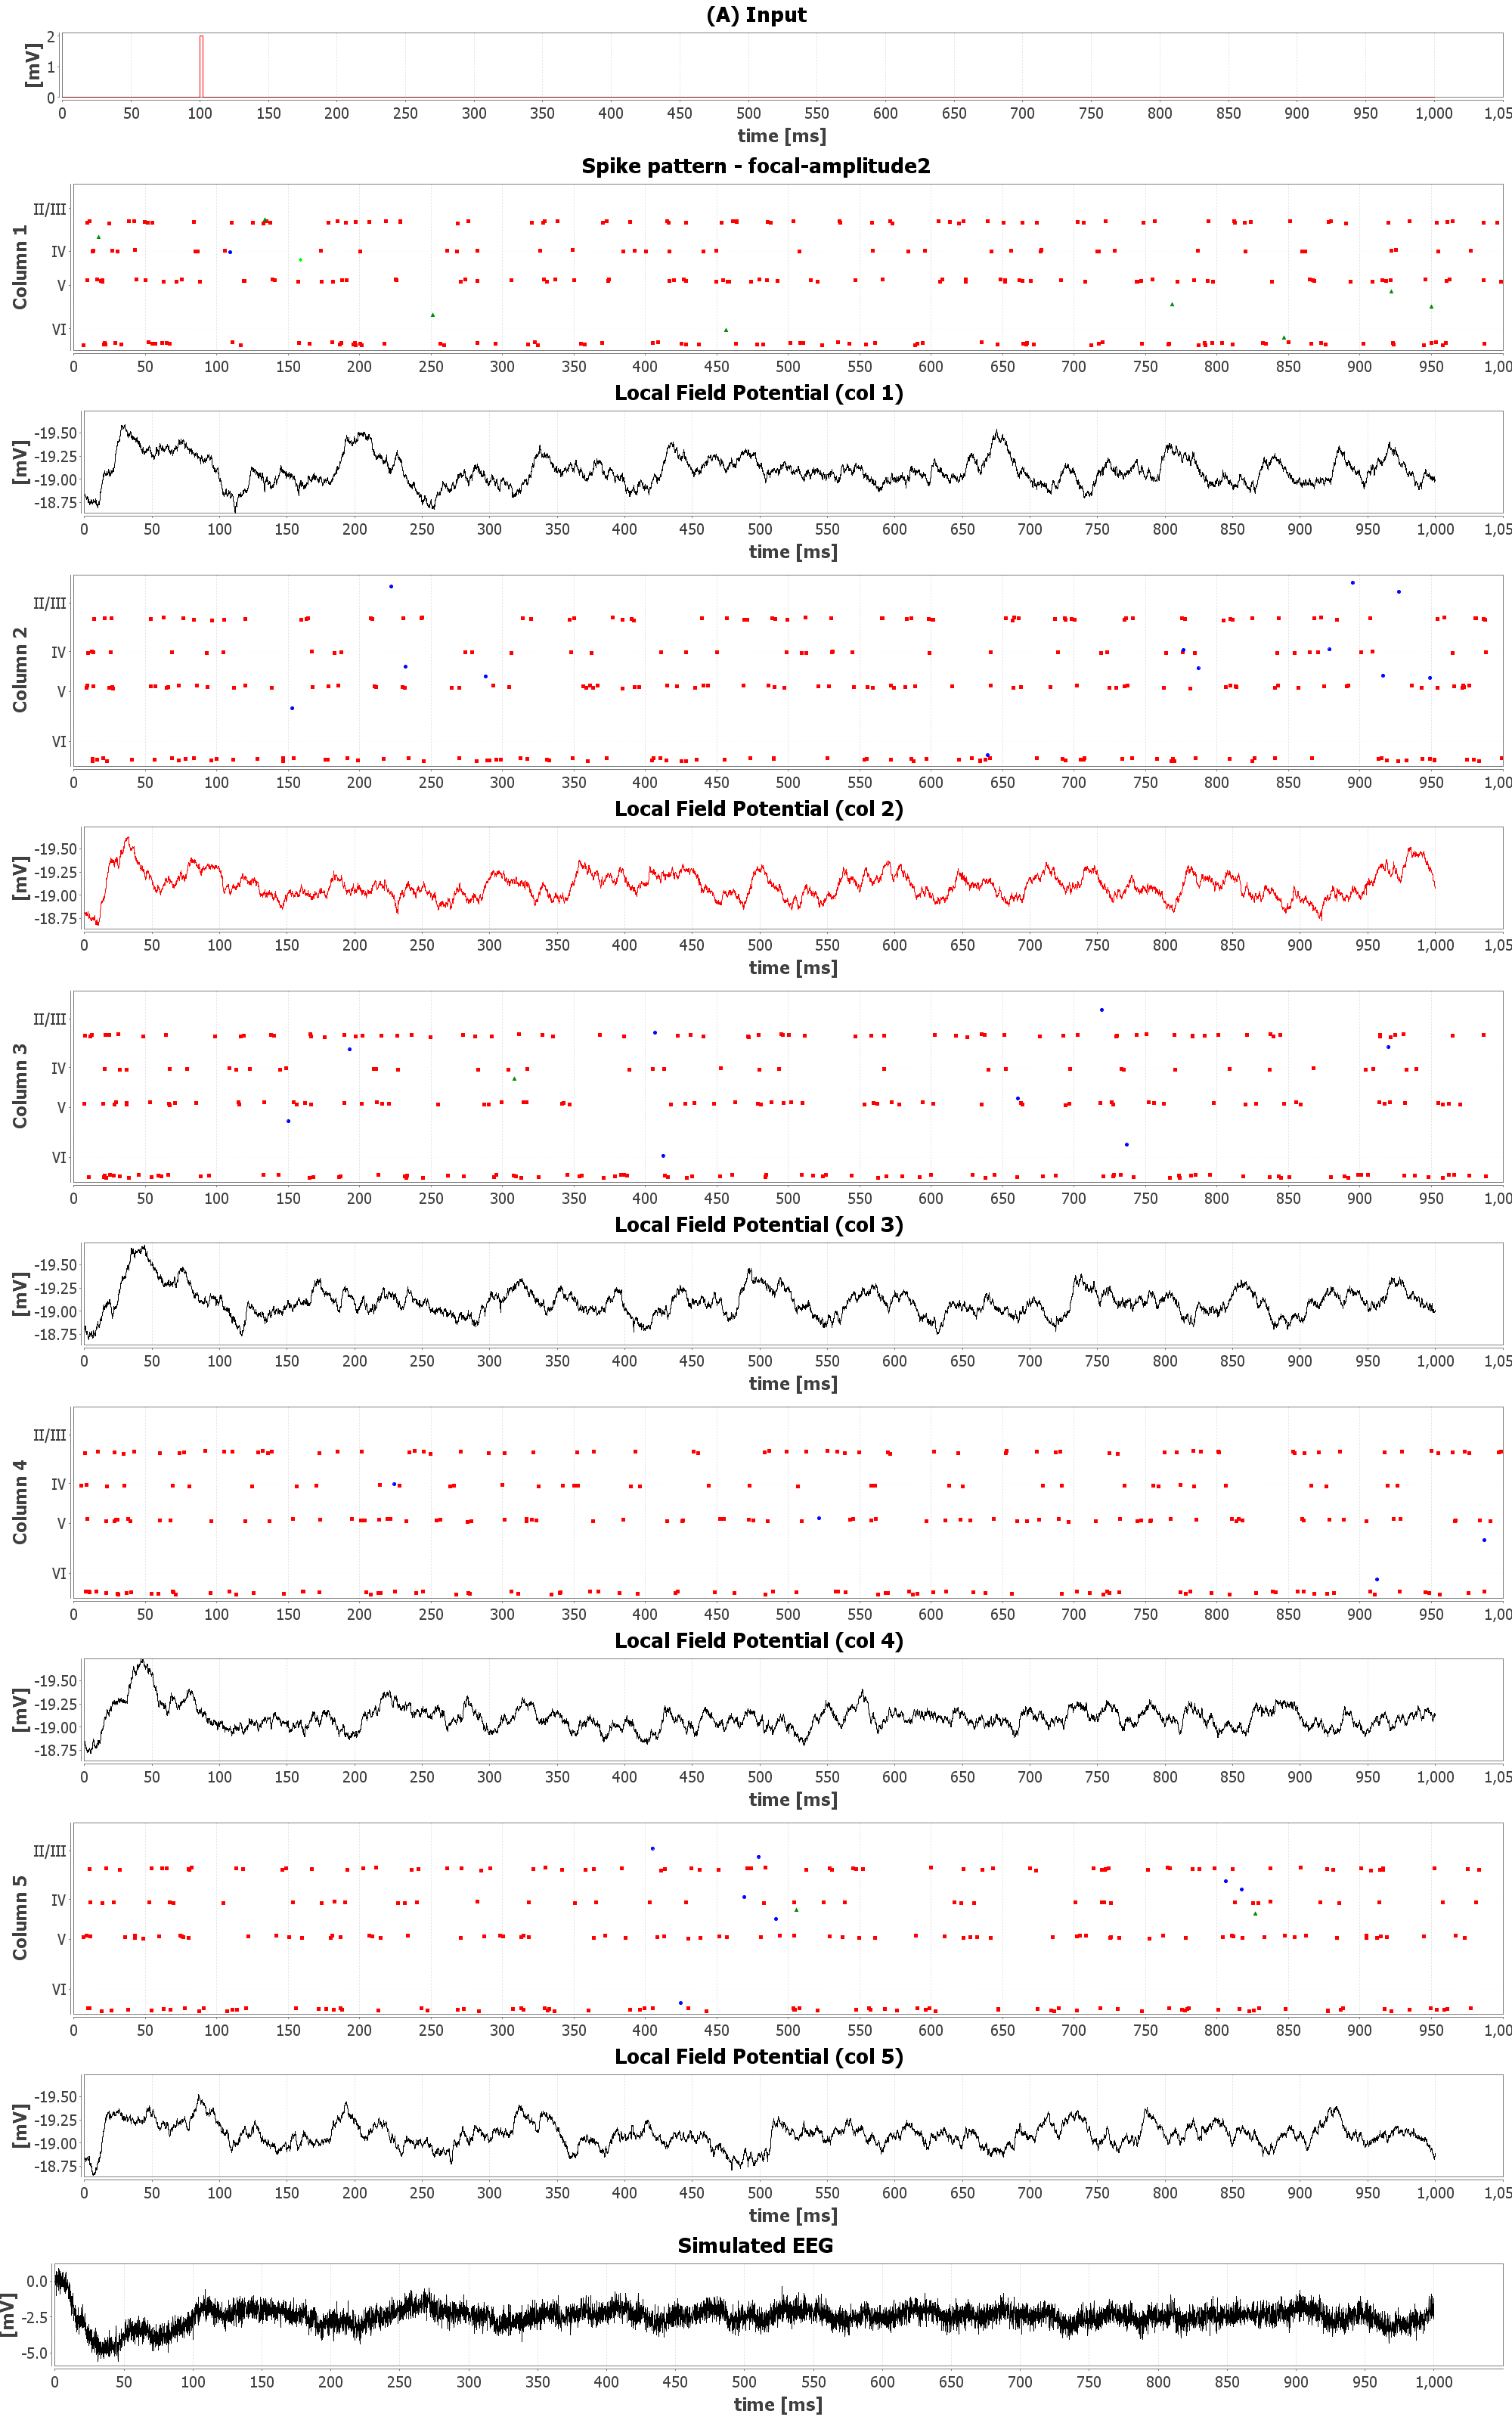 (A) Input
[mV]
2
1
0
0 50 100 150 200 250 300 350 400 450 500 550 600 650 700 750 800 850 900 950 1,000 1,05
time [ms]
Spike pattern - focal-amplitude2
Column 1
II/III
IV
V
VI
0 50 100 150 200 250 300 350 400 450 500 550 600 650 700 750 800 850 900 950 1,00
Local Field Potential (col 1)
[mV]
-19.50
-19.25
-19.00
-18.75
0 50 100 150 200 250 300 350 400 450 500 550 600 650 700 750 800 850 900 950 1,000 1,05
time [ms]
Column 2
II/III
IV
V
VI
0 50 100 150 200 250 300 350 400 450 500 550 600 650 700 750 800 850 900 950 1,00
Local Field Potential (col 2)
[mV]
-19.50
-19.25
-19.00
-18.75
0 50 100 150 200 250 300 350 400 450 500 550 600 650 700 750 800 850 900 950 1,000 1,05
time [ms]
Column 3
II/III
IV
V
VI
0 50 100 150 200 250 300 350 400 450 500 550 600 650 700 750 800 850 900 950 1,00
Local Field Potential (col 3)
[mV]
-19.50
-19.25
-19.00
-18.75
0 50 100 150 200 250 300 350 400 450 500 550 600 650 700 750 800 850 900 950 1,000 1,05
time [ms]
Column 4
II/III
IV
V
VI
0 50 100 150 200 250 300 350 400 450 500 550 600 650 700 750 800 850 900 950 1,00
Local Field Potential (col 4)
[mV]
-19.50
-19.25
-19.00
-18.75
0 50 100 150 200 250 300 350 400 450 500 550 600 650 700 750 800 850 900 950 1,000 1,05
time [ms]
Column 5
II/III
IV
V
VI
0 50 100 150 200 250 300 350 400 450 500 550 600 650 700 750 800 850 900 950 1,00
Local Field Potential (col 5)
[mV]
-19.50
-19.25
-19.00
-18.75
0 50 100 150 200 250 300 350 400 450 500 550 600 650 700 750 800 850 900 950 1,000 1,05
time [ms]
Simulated EEG
[mV]
0.0
-2.5
-5.0
0 50 100 150 200 250 300 350 400 450 500 550 600 650 700 750 800 850 900 950 1,000
time [ms]